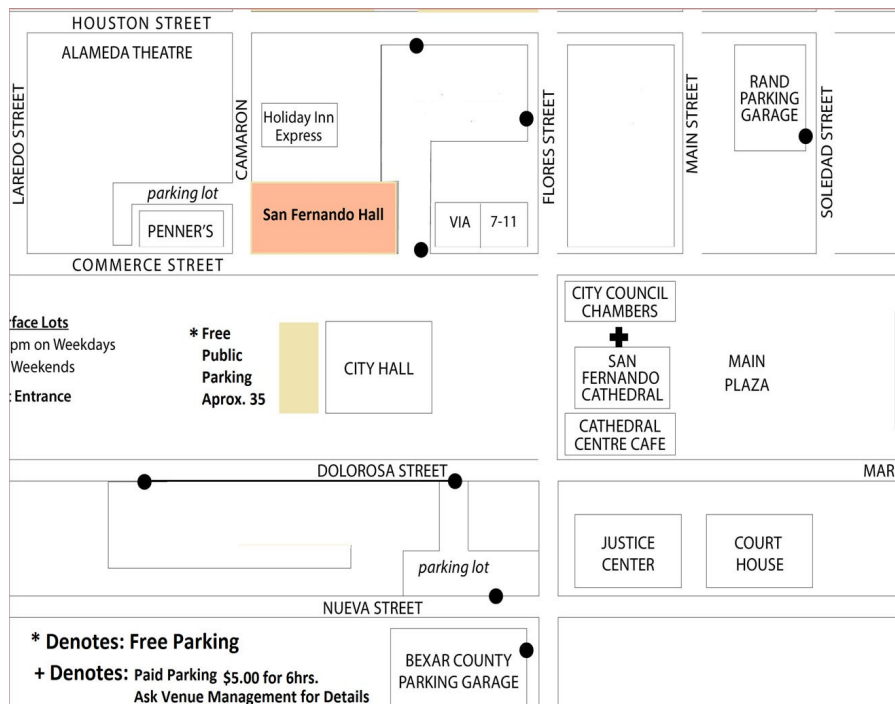 HOUSTON STREET
ALAMEDA THEATRE
LAREDO STREET
CAMARON
Holiday Inn
Express
FLORES STREET
MAIN STREET
RAND
PARKING
GARAGE
SOLEDAD STREET
parking lot
PENNER'S
San Fernando Hall
VIA
7-11
COMMERCE STREET
rface Lots
pm on Weekdays
Weekends
Entrance
* Free
Public
Parking
Aprox. 35
CITY HALL
CITY COUNCIL
CHAMBERS
SAN
FERNANDO
CATHEDRAL
CATHEDRAL
CENTRE CAFE
MAIN
PLAZA
DOLOROSA STREET
MAR
parking lot
JUSTICE
CENTER
COURT
HOUSE
NUEVA STREET
* Denotes: Free Parking
+ Denotes: Paid Parking $5.00 for 6hrs.
Ask Venue Management for Details
BEXAR COUNTY
PARKING GARAGE